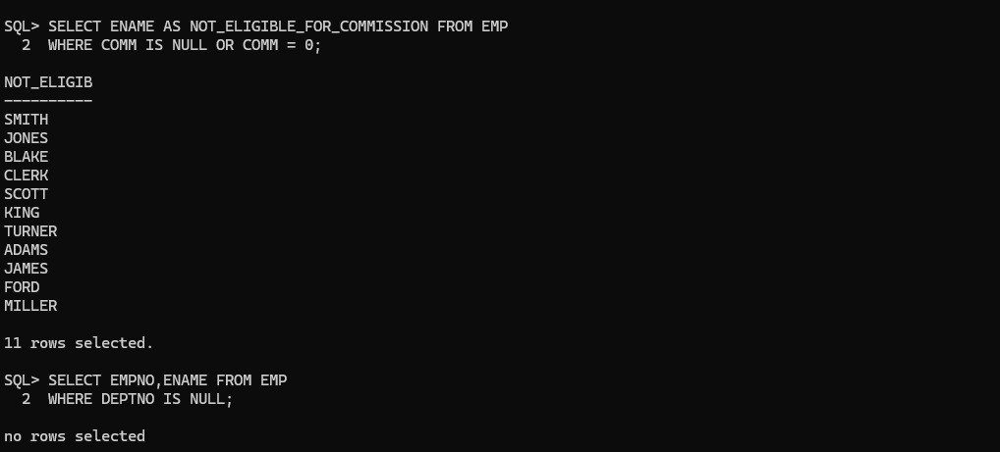 SQL> SELECT ENAME AS NOT_ELIGIBLE_FOR_COMMISSION FROM EMP
  2  WHERE COMM IS NULL OR COMM = 0;
NOT_ELIGIB
----------
SMITH
JONES
BLAKE
CLERK
SCOTT
KING
TURNER
ADAMS
JAMES
FORD
MILLER
11 rows selected.
SQL> SELECT EMPNO,ENAME FROM EMP
  2  WHERE DEPTNO IS NULL;
no rows selected